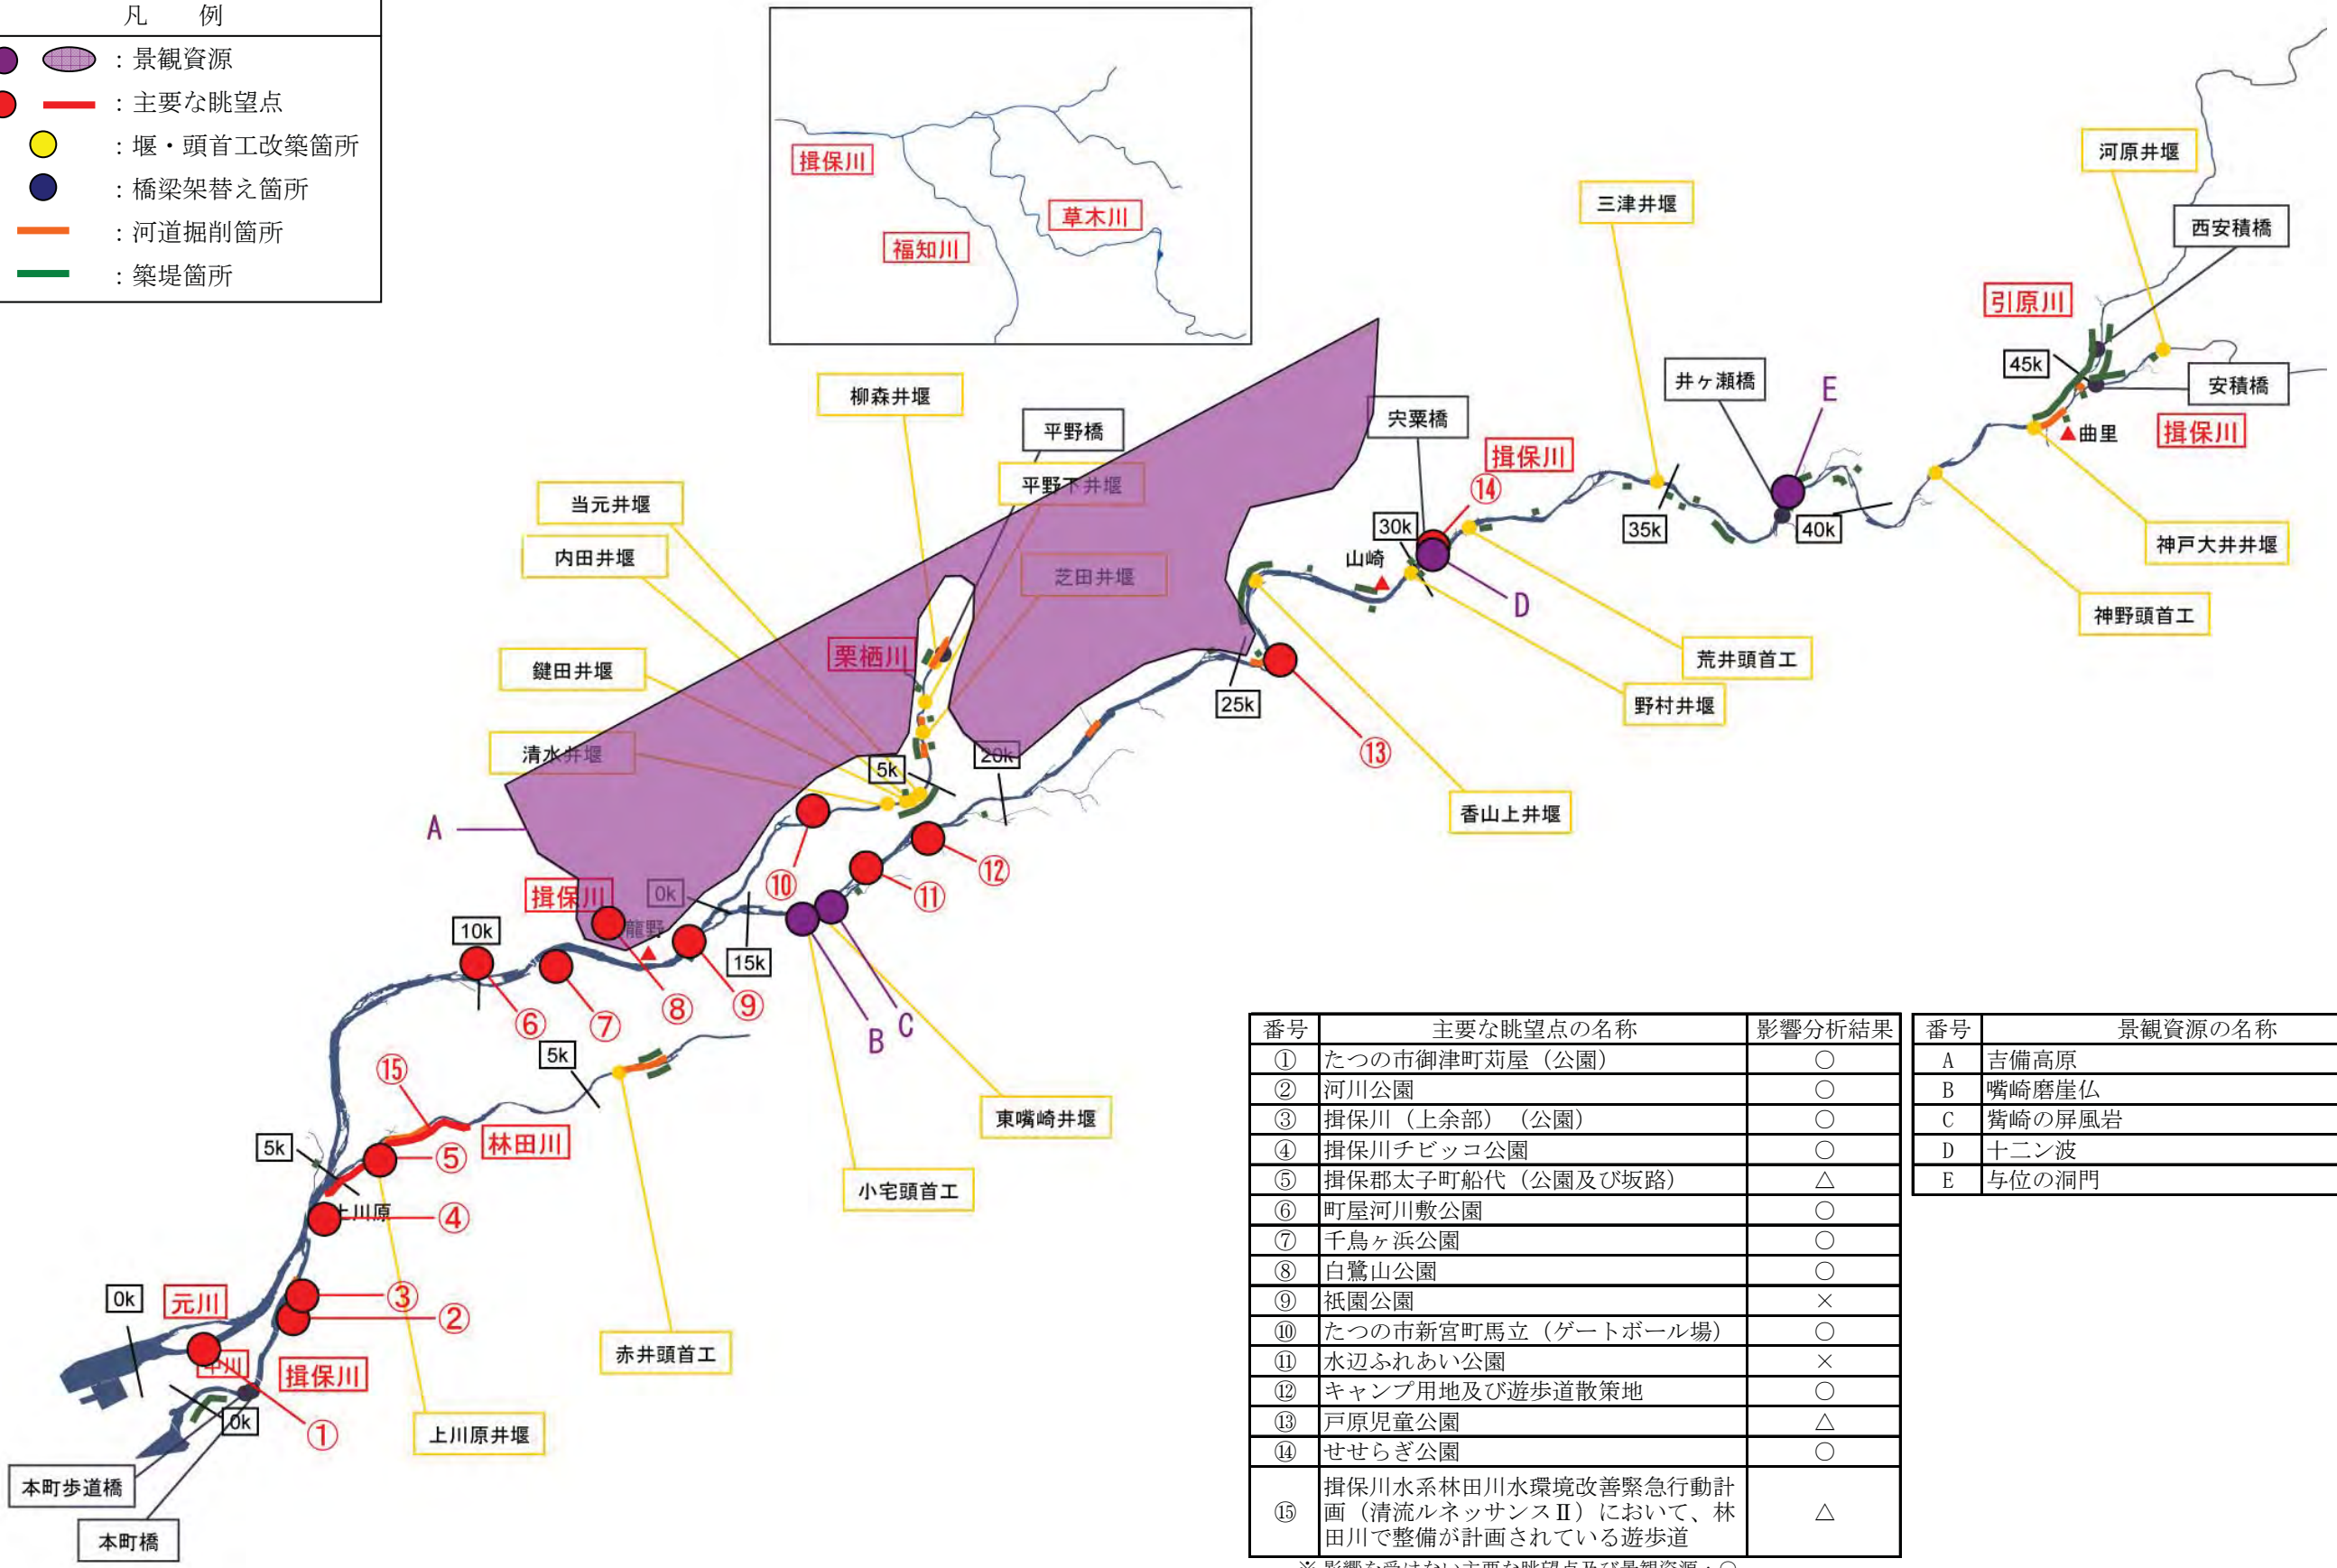 凡 例
：景観資源
：主要な眺望点
：堰・頭首工改築箇所
：橋梁架替え箇所
：河道掘削箇所
：築堤箇所
揖保川
草木川
福知川
河原井堰
三津井堰
西安積橋
引原川
45k
安積橋
井ヶ瀬橋
E
柳森井堰
平野橋
宍粟橋
揖保川
曲里
揖保川
平野下井堰
当元井堰
⑭
30k
35k
40k
神戸大井井堰
内田井堰
芝田井堰
山崎
D
神野頭首工
栗栖川
鍵田井堰
荒井頭首工
25k
野村井堰
清水井堰
5k
20k
⑬
香山上井堰
A
⑩
⑫
⑪
揖保川
0k
龍野
10k
15k
⑥
⑦
⑧
⑨
B
C
5k
⑮
東嘴崎井堰
林田川
5k
⑤
小宅頭首工
上川原
④
0k
元川
③
②
赤井頭首工
中川
揖保川
0k
①
上川原井堰
本町歩道橋
本町橋
番号 主要な眺望点の名称 影響分析結果
① たつの市御津町苅屋（公園） ○
② 河川公園 ○
③ 揖保川（上余部）（公園） ○
④ 揖保川チビッコ公園 ○
⑤ 揖保郡太子町船代（公園及び坂路） △
⑥ 町屋河川敷公園 ○
⑦ 千鳥ヶ浜公園 ○
⑧ 白鷺山公園 ○
⑨ 祇園公園 ×
⑩ たつの市新宮町馬立（ゲートボール場） ○
⑪ 水辺ふれあい公園 ×
⑫ キャンプ用地及び遊歩道散策地 ○
⑬ 戸原児童公園 △
⑭ せせらぎ公園 ○
⑮ 揖保川水系林田川水環境改善緊急行動計
画（清流ルネッサンスⅡ）において、林
田川で整備が計画されている遊歩道 △
番号 景観資源の名称
A 吉備高原
B 嘴崎磨崖仏
C 觜崎の屏風岩
D 十二ン波
E 与位の洞門
※ 影響を受けない主要な眺望点及び景観資源：○